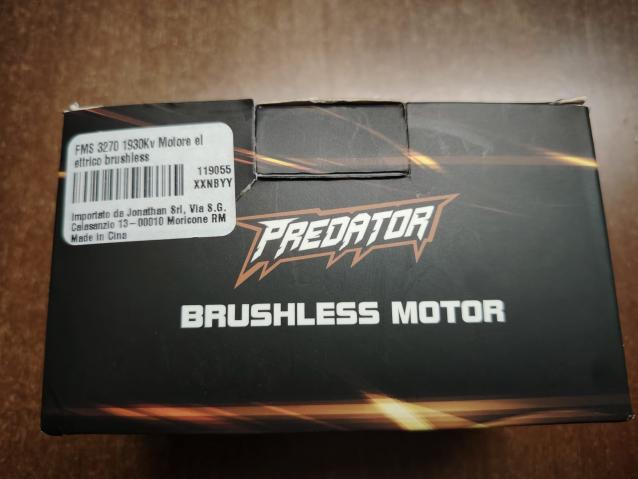 FMS 3270 1930Kv Motore el
ettrico brushless
119055
XXNBYY
Importato da Jonathan Srl, Via S.G.
Calasanzio 13-00010 Moricone RM
Made in Cina
PREDATOR
BRUSHLESS MOTOR